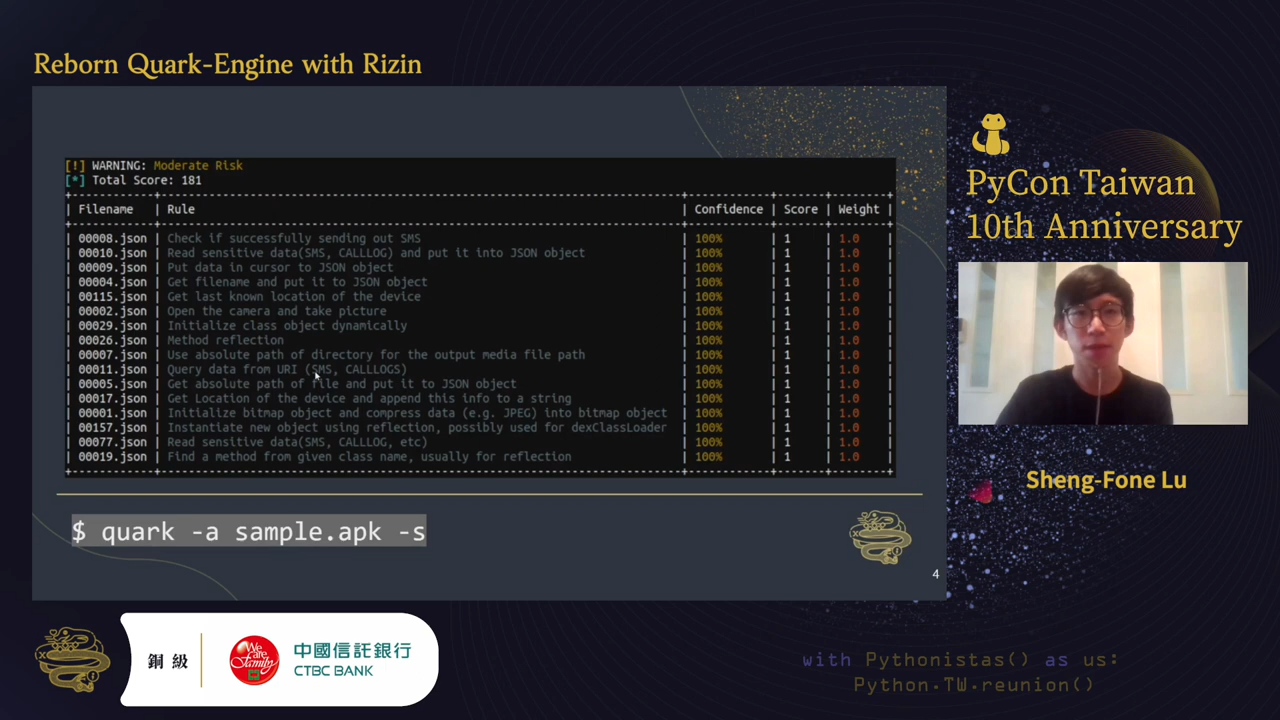 Reborn Quark-Engine with Rizin
[!] WARNING: Moderate Risk
[*] Total Score: 181
Filename | Rule | Confidence | Score | Weight
00008.json | Check if successfully sending out SMS | 100% | 1 | 1.0
00010.json | Read sensitive data(SMS, CALLLOG) and put it into JSON object | 100% | 1 | 1.0
00009.json | Put data in cursor to JSON object | 100% | 1 | 1.0
00004.json | Get filename and put it to JSON object | 100% | 1 | 1.0
00115.json | Get last known location of the device | 100% | 1 | 1.0
00002.json | Open the camera and take picture | 100% | 1 | 1.0
00029.json | Initialize class object dynamically | 100% | 1 | 1.0
00026.json | Method reflection | 100% | 1 | 1.0
00007.json | Use absolute path of directory for the output media file path | 100% | 1 | 1.0
00011.json | Query data from URI (SMS, CALLLOGS) | 100% | 1 | 1.0
00005.json | Get absolute path of file and put it to JSON object | 100% | 1 | 1.0
00017.json | Get Location of the device and append this info to a string | 100% | 1 | 1.0
00001.json | Initialize bitmap object and compress data (e.g. JPEG) into bitmap object | 100% | 1 | 1.0
00157.json | Instantiate new object using reflection, possibly used for dexClassLoader | 100% | 1 | 1.0
00077.json | Read sensitive data(SMS, CALLLOG, etc) | 100% | 1 | 1.0
00019.json | Find a method from given class name, usually for reflection | 100% | 1 | 1.0
$ quark -a sample.apk -s
4
PyCon Taiwan
10th Anniversary
Sheng-Fone Lu
銅級
We are Family
中國信託銀行
CTBC BANK
with Pythonistas() as us:
Python.TW.reunion()